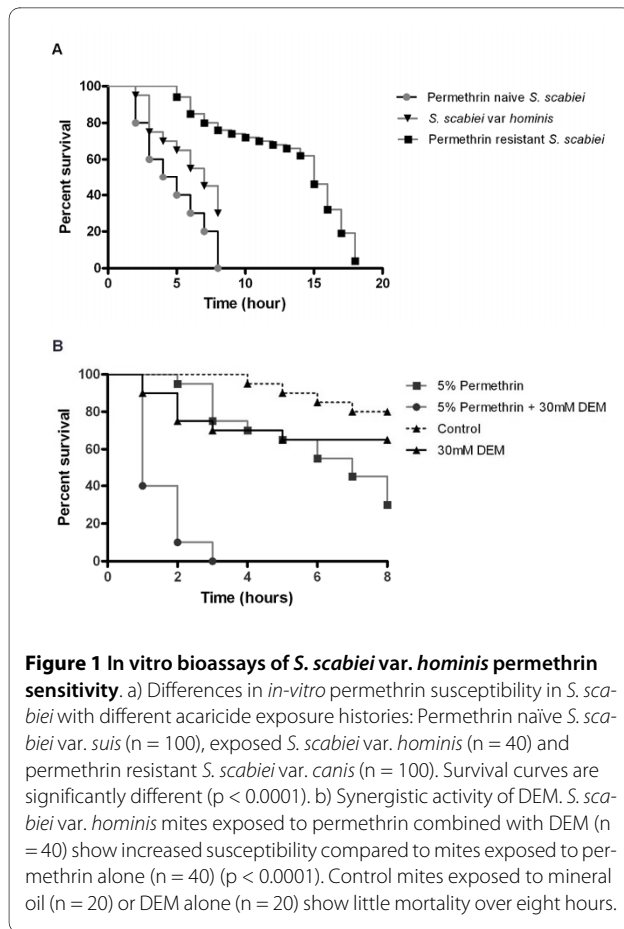 A
Percent survival
100
80
60
40
20
0
0 5 10 15 20
Time (hour)
Permethrin naive S. scabiei
S. scabiei var hominis
Permethrin resistant S. scabiei
B
Percent survival
100
80
60
40
20
0
0 2 4 6 8
Time (hours)
5% Permethrin
5% Permethrin + 30mM DEM
Control
30mM DEM
Figure 1 In vitro bioassays of S. scabiei var. hominis permethrin
sensitivity. a) Differences in in-vitro permethrin susceptibility in S. sca-
biei with different acaricide exposure histories: Permethrin naïve S. sca-
biei var. suis (n = 100), exposed S. scabiei var. hominis (n = 40) and
permethrin resistant S. scabiei var. canis (n = 100). Survival curves are
significantly different (p < 0.0001). b) Synergistic activity of DEM. S. sca-
biei var. hominis mites exposed to permethrin combined with DEM (n
= 40) show increased susceptibility compared to mites exposed to per-
methrin alone (n = 40) (p < 0.0001). Control mites exposed to mineral
oil (n = 20) or DEM alone (n = 20) show little mortality over eight hours.